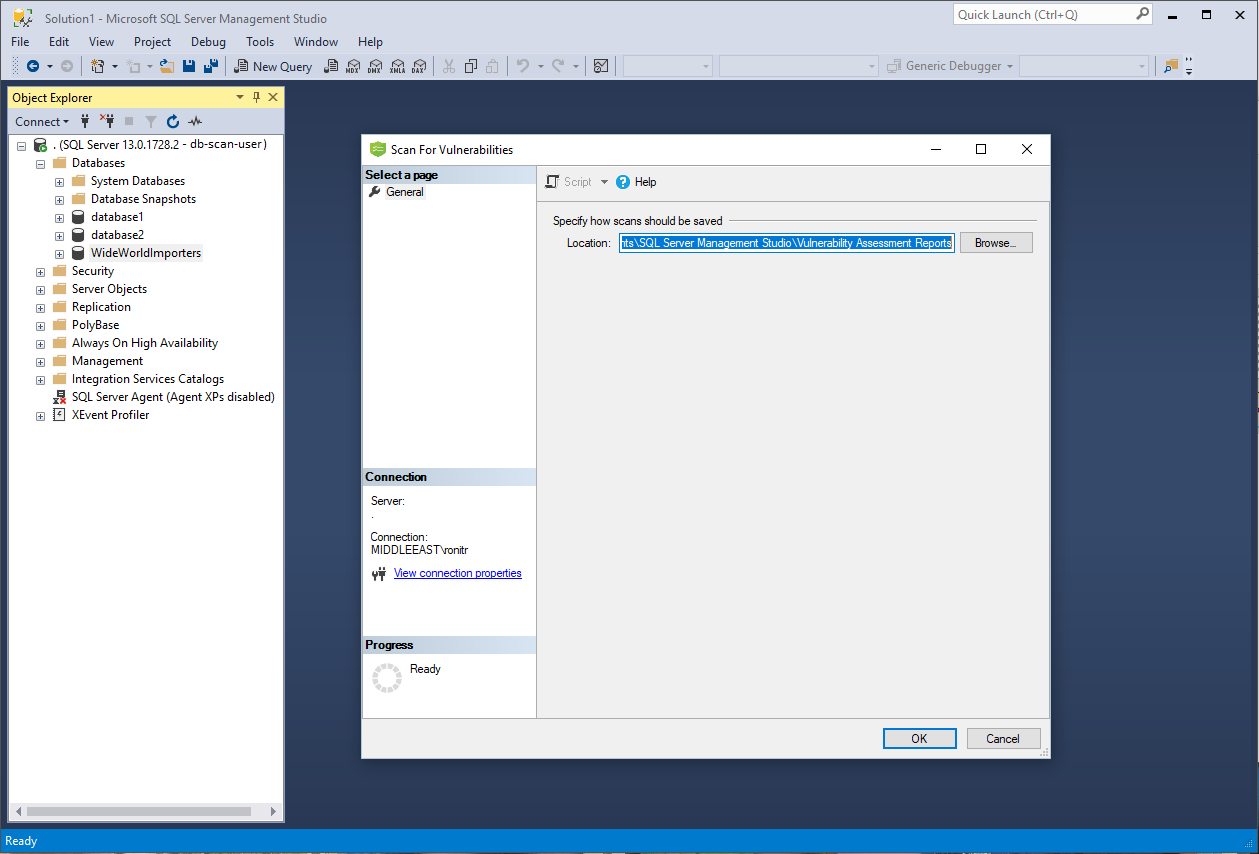 Solution1 - Microsoft SQL Server Management Studio
Quick Launch (Ctrl+Q)
File Edit View Project Debug Tools Window Help
New Query MDX DMX XMLA DAX Generic Debugger
Object Explorer
Connect
. (SQL Server 13.0.1728.2 - db-scan-user)
Databases
System Databases
Database Snapshots
database1
database2
WideWorldImporters
Security
Server Objects
Replication
PolyBase
Always On High Availability
Management
Integration Services Catalogs
SQL Server Agent (Agent XPs disabled)
XEvent Profiler
Scan For Vulnerabilities
Select a page
General
Script Help
Specify how scans should be saved
Location: nts\SQL Server Management Studio\Vulnerability Assessment Reports Browse...
Connection
Server:
.
Connection:
MIDDLEEAST\ronitr
View connection properties
Progress
Ready
OK Cancel
Ready